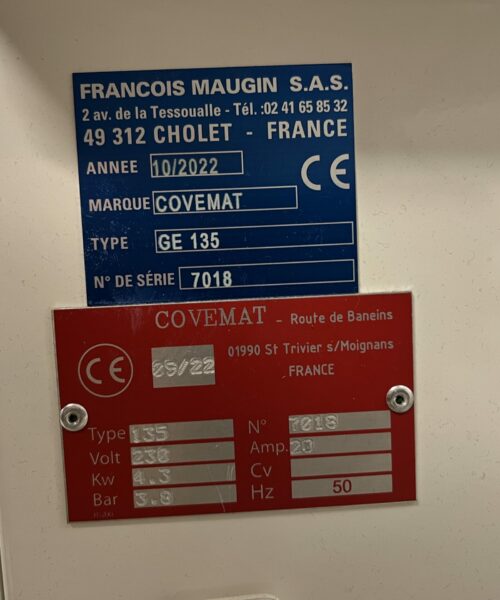 FRANCOIS MAUGIN S.A.S.
2 av. de la Tessoualle - Tél. :02 41 65 85 32
49 312 CHOLET - FRANCE
ANNEE 10/2022 CE
MARQUE COVEMAT
TYPE GE 135
N° DE SÉRIE 7018
COVEMAT - Route de Baneins
01990 St Trivier s/Moignans
FRANCE
CE 05/22
Type 135 N° 7018
Volt 230 Amp. 20
Kw 4.3 Cv
Bar 3.8 Hz 50